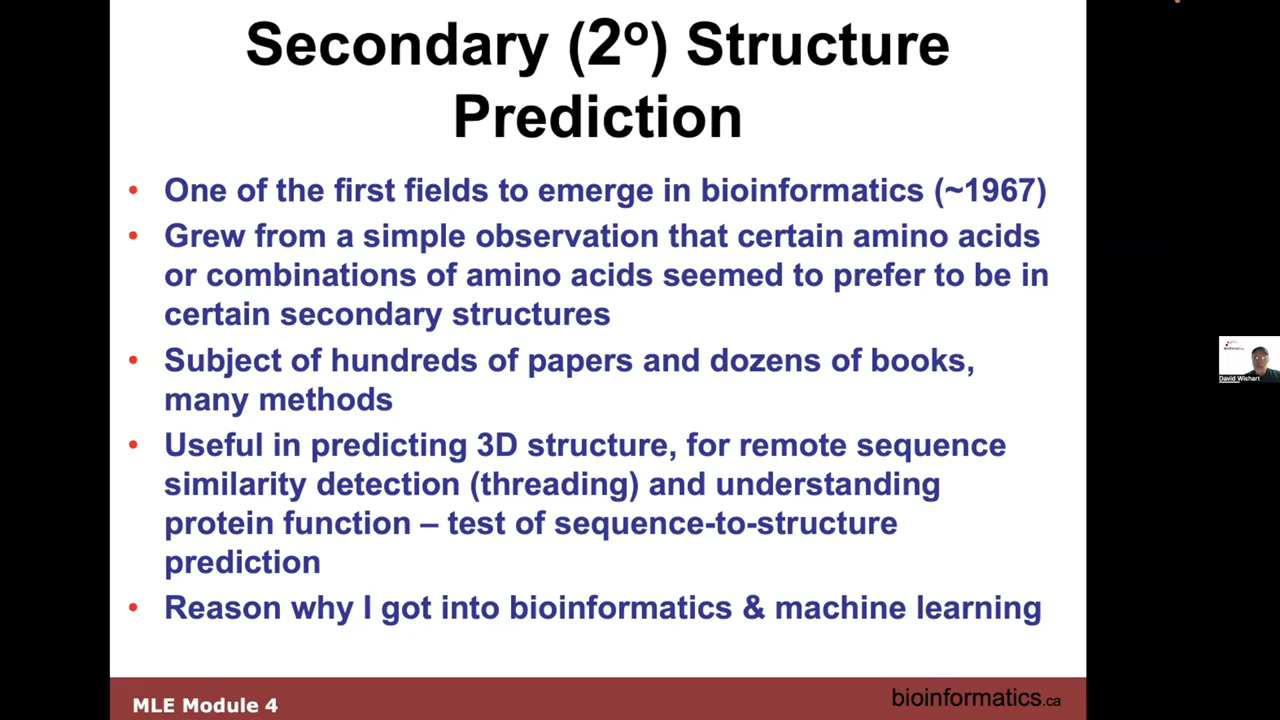 Secondary (2º) Structure
Prediction
• One of the first fields to emerge in bioinformatics (~1967)
• Grew from a simple observation that certain amino acids
or combinations of amino acids seemed to prefer to be in
certain secondary structures
• Subject of hundreds of papers and dozens of books,
many methods
• Useful in predicting 3D structure, for remote sequence
similarity detection (threading) and understanding
protein function – test of sequence-to-structure
prediction
• Reason why I got into bioinformatics & machine learning
David Wishart
MLE Module 4
bioinformatics.ca